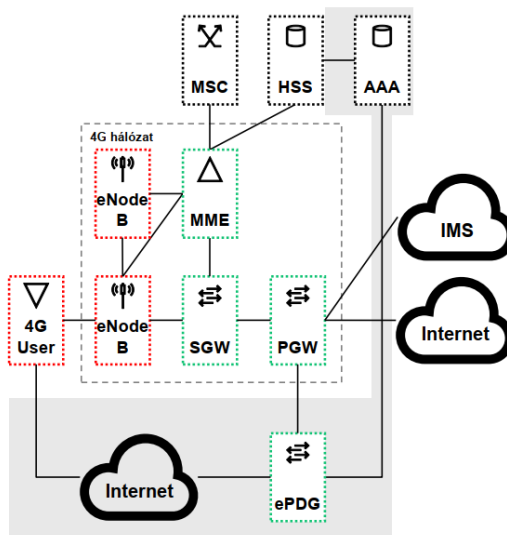 MSC
HSS
AAA
4G hálózat
eNode
B
MME
IMS
4G
User
eNode
B
SGW
PGW
Internet
Internet
ePDG